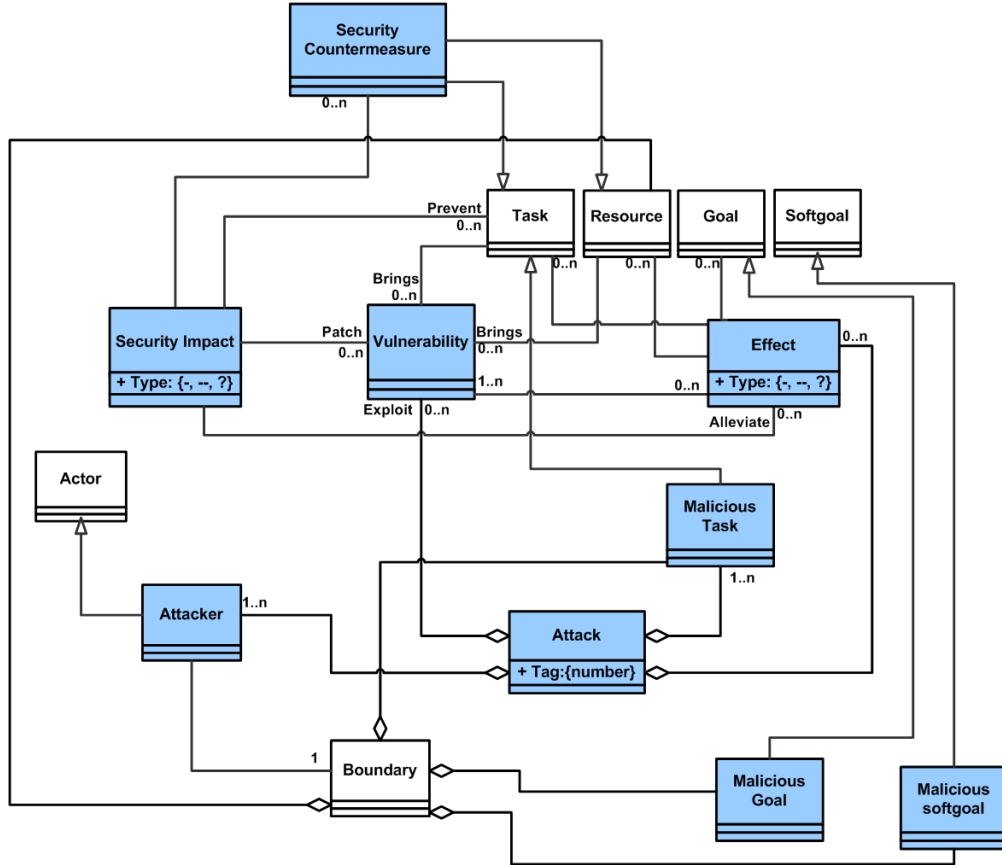 Security
Countermeasure
0..n
Prevent
0..n
Task
Resource
Goal
Softgoal
0..n
0..n
0..n
Brings
0..n
Security Impact
+ Type: {-, --, ?}
Patch
0..n
Vulnerability
Brings
0..n
1..n
0..n
Effect
+ Type: {-, --, ?}
0..n
Exploit
0..n
Alleviate
0..n
Actor
Malicious
Task
1..n
Attacker
1..n
Attack
+ Tag:{number}
1
Boundary
Malicious
Goal
Malicious
softgoal